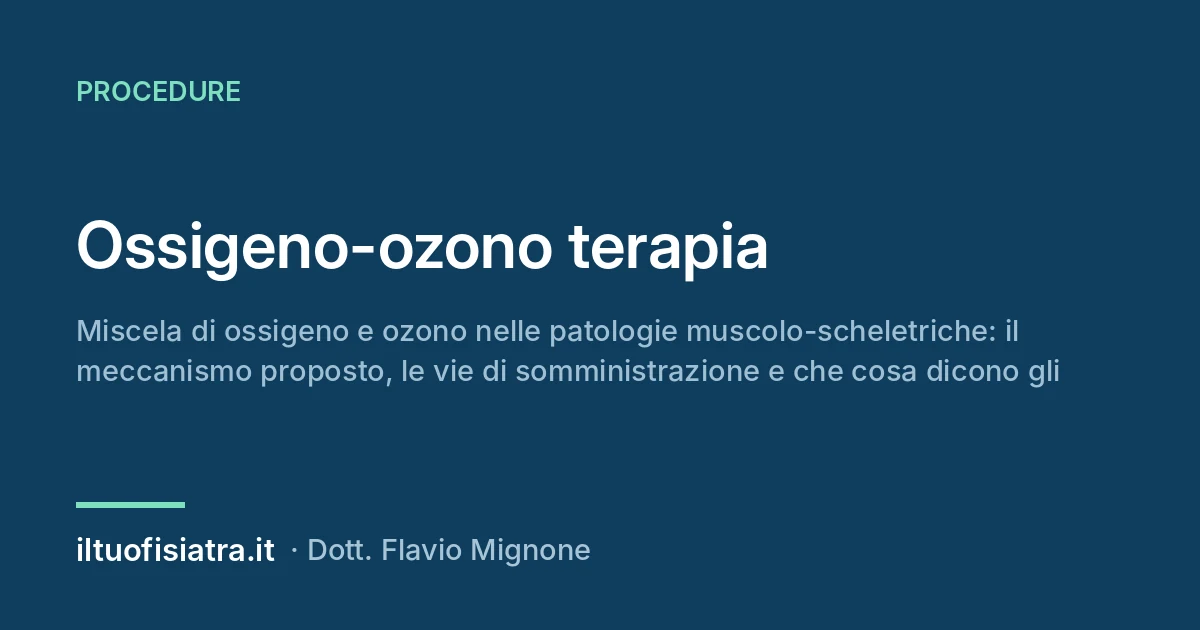 PROCEDURE
Ossigeno-ozono terapia
Miscela di ossigeno e ozono nelle patologie muscolo-scheletriche: il
meccanismo proposto, le vie di somministrazione e che cosa dicono gli
iltuofisiatra.it · Dott. Flavio Mignone